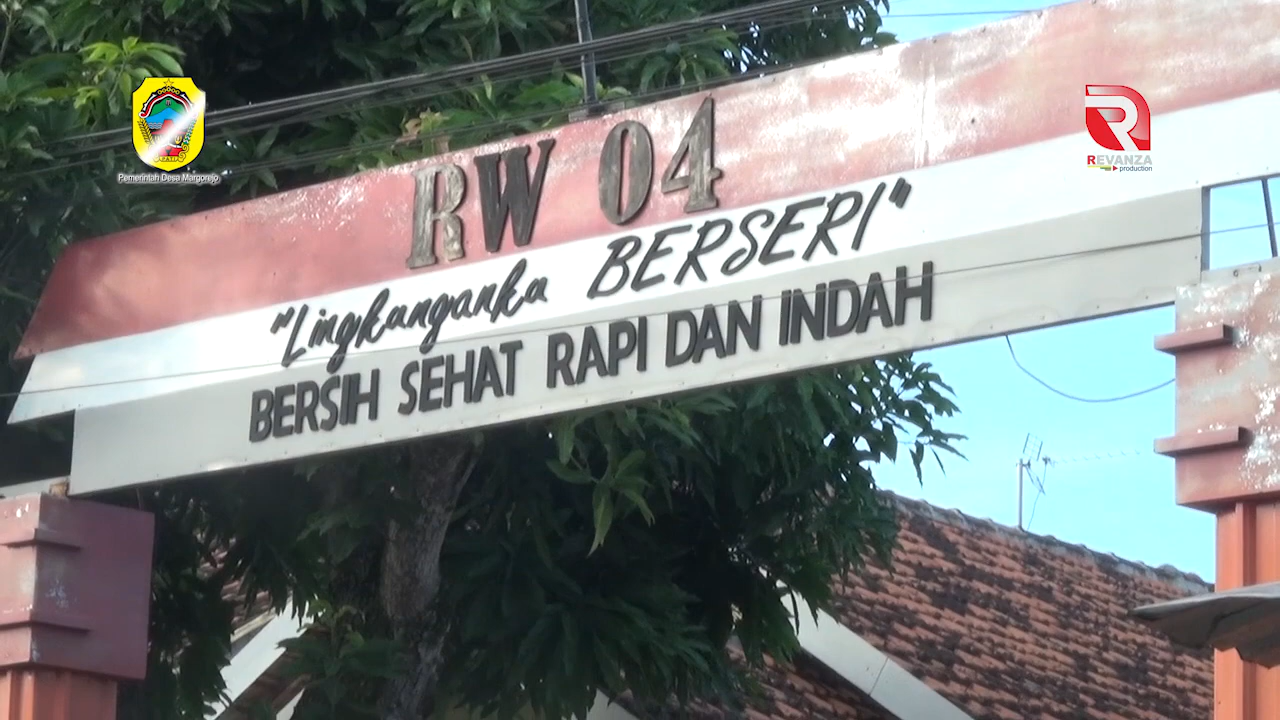 Pemerintah Desa Margorejo
REVANZA
production
RW 04
"Lingkunganku BERSERI"
BERSIH SEHAT RAPI DAN INDAH